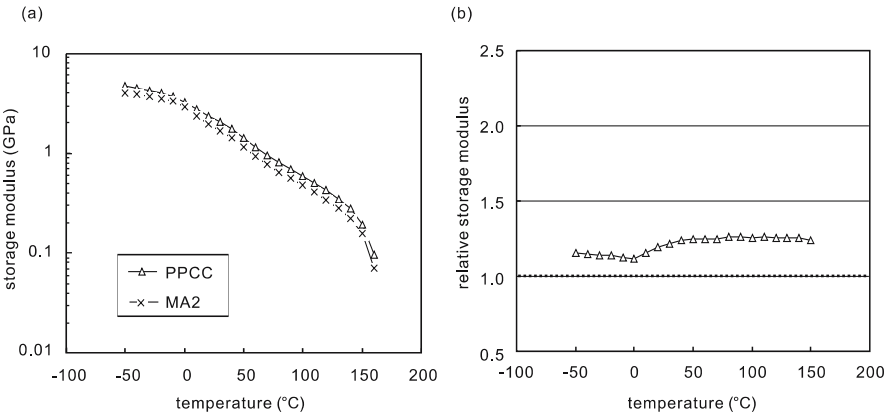 (a)
10
1
0.1
0.01
storage modulus (GPa)
PPCC
MA2
-100 -50 0 50 100 150 200
temperature (°C)
(b)
2.5
2.0
1.5
1.0
0.5
relative storage modulus
-100 -50 0 50 100 150 200
temperature (°C)